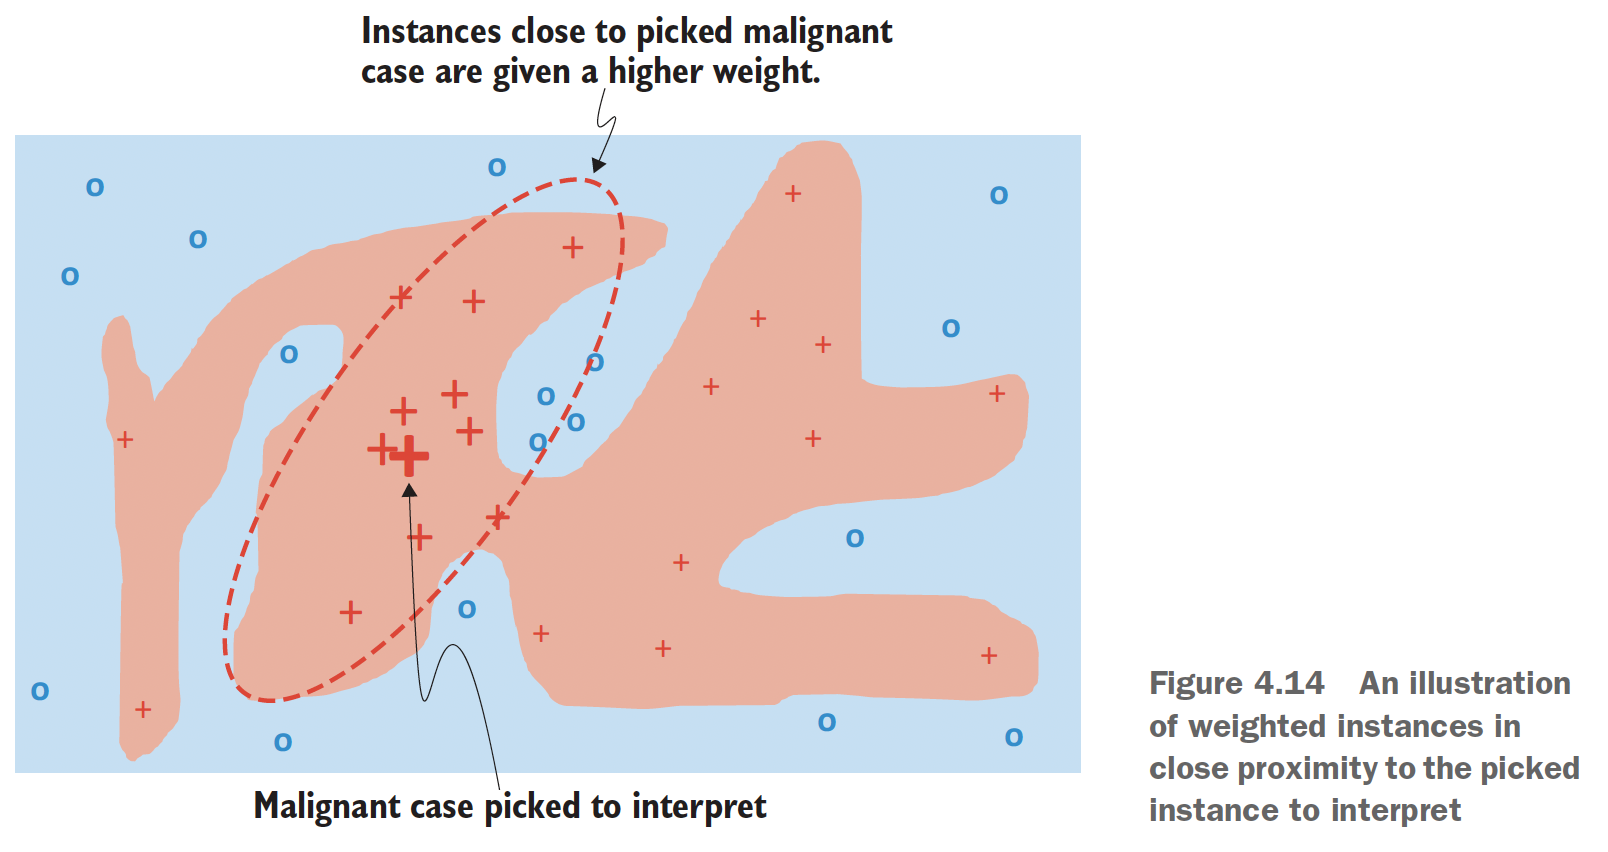 Instances close to picked malignant
case are given a higher weight.
Malignant case picked to interpret
Figure 4.14 An illustration
of weighted instances in
close proximity to the picked
instance to interpret